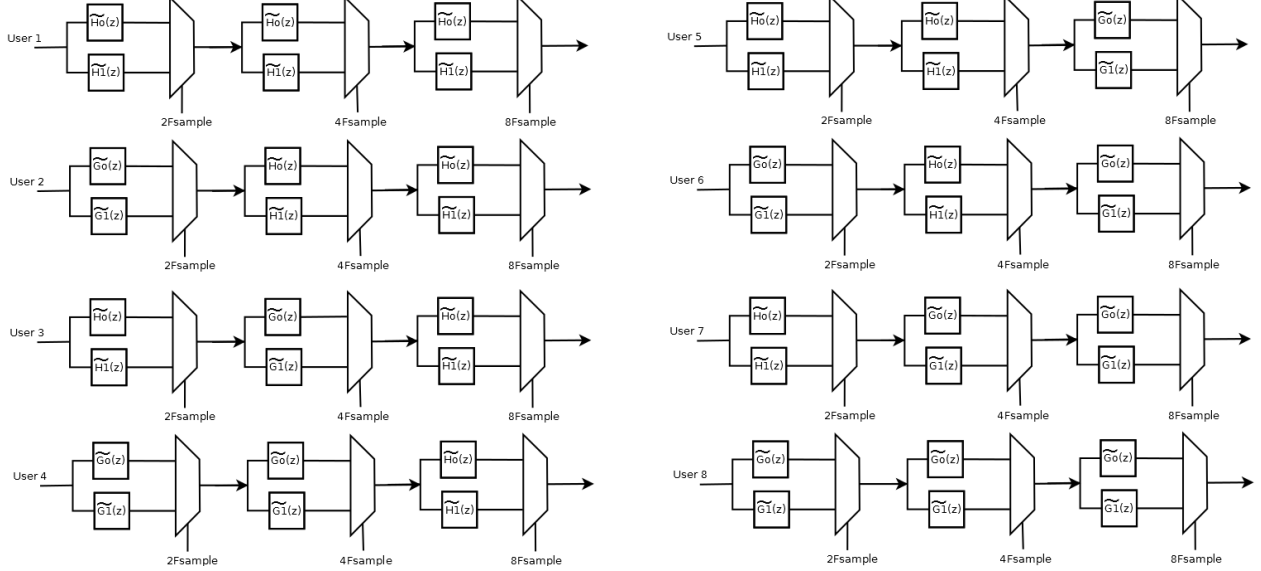 User 1
H̃o(z)
H̃1(z)
2Fsample
H̃o(z)
H̃1(z)
4Fsample
H̃o(z)
H̃1(z)
8Fsample
User 2
G̃o(z)
G̃1(z)
2Fsample
H̃o(z)
H̃1(z)
4Fsample
H̃o(z)
H̃1(z)
8Fsample
User 3
H̃o(z)
H̃1(z)
2Fsample
G̃o(z)
G̃1(z)
4Fsample
H̃o(z)
H̃1(z)
8Fsample
User 4
G̃o(z)
G̃1(z)
2Fsample
G̃o(z)
G̃1(z)
4Fsample
H̃o(z)
H̃1(z)
8Fsample
User 5
H̃o(z)
H̃1(z)
2Fsample
H̃o(z)
H̃1(z)
4Fsample
G̃o(z)
G̃1(z)
8Fsample
User 6
G̃o(z)
G̃1(z)
2Fsample
H̃o(z)
H̃1(z)
4Fsample
G̃o(z)
G̃1(z)
8Fsample
User 7
H̃o(z)
H̃1(z)
2Fsample
G̃o(z)
G̃1(z)
4Fsample
G̃o(z)
G̃1(z)
8Fsample
User 8
G̃o(z)
G̃1(z)
2Fsample
G̃o(z)
G̃1(z)
4Fsample
G̃o(z)
G̃1(z)
8Fsample